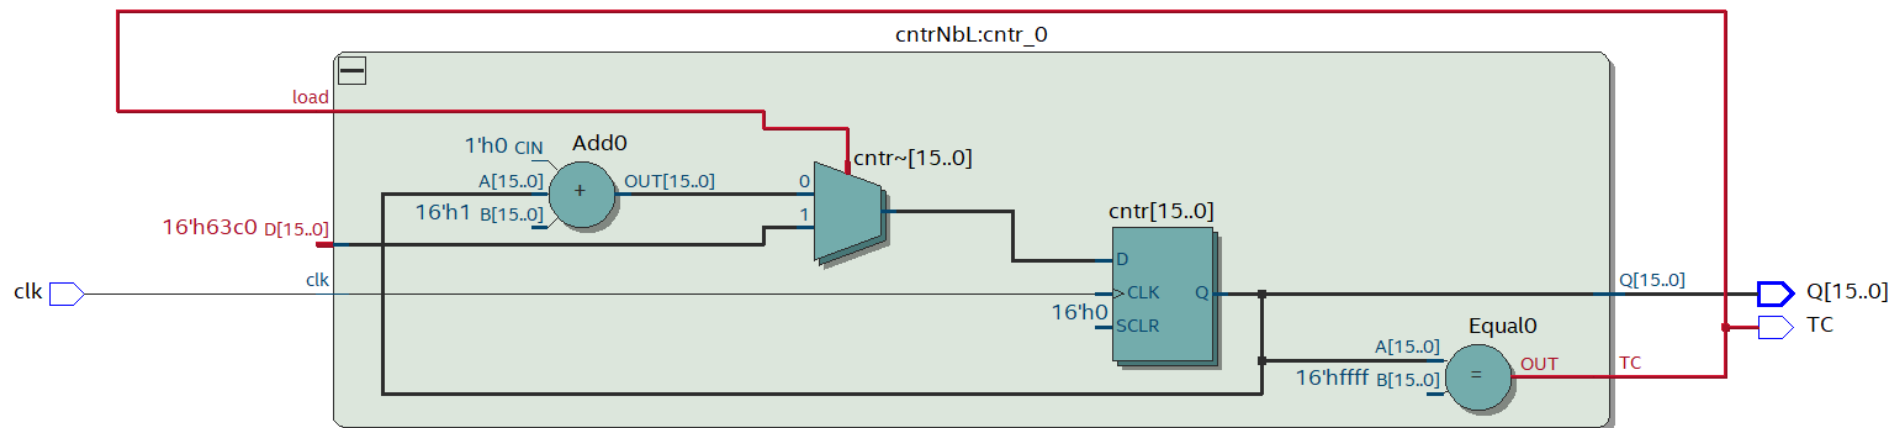 cntrNbL:cntr_0
load
1'h0 CIN
Add0
cntr~[15..0]
A[15..0]
+
OUT[15..0]
0
16'h1 B[15..0]
1
cntr[15..0]
16'h63c0 D[15..0]
D
clk
clk
CLK
Q
Q[15..0]
Q[15..0]
16'h0
SCLR
Equal0
TC
A[15..0]
=
OUT
TC
16'hffff B[15..0]